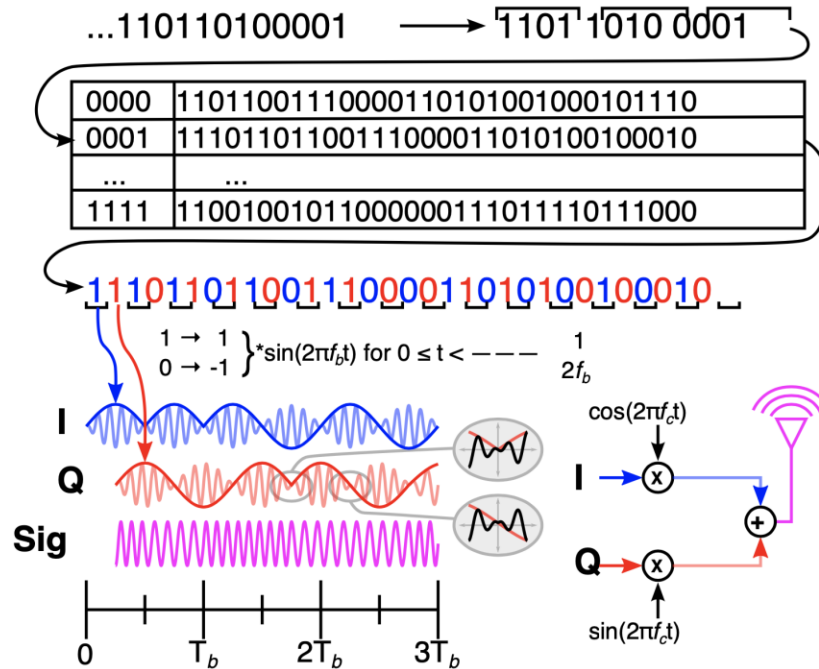 ...110110100001 1101 1010 0001
0000 11011001110000110101001000101110
0001 11101101100111000011010100100010
... ...
1111 11001001011000000111011110111000
11101101100111000011010100100010
1 → 1
0 → -1
}*sin(2πf_bt) for 0 ≤ t < ——— 1
2f_b
I
Q
Sig
0 T_b 2T_b 3T_b
cos(2πf_ct)
I x
+
Q x
sin(2πf_ct)